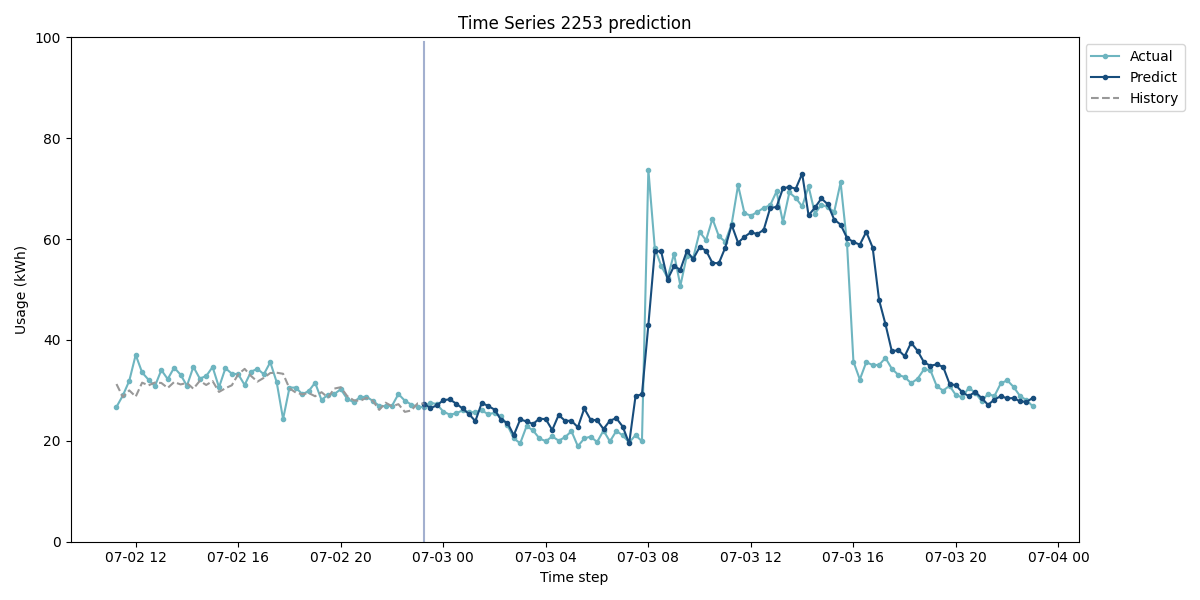 Time Series 2253 prediction
100
80
60
40
20
0
Usage (kWh)
07-02 12
07-02 16
07-02 20
07-03 00
07-03 04
07-03 08
07-03 12
07-03 16
07-03 20
07-04 00
Time step
Actual
Predict
History